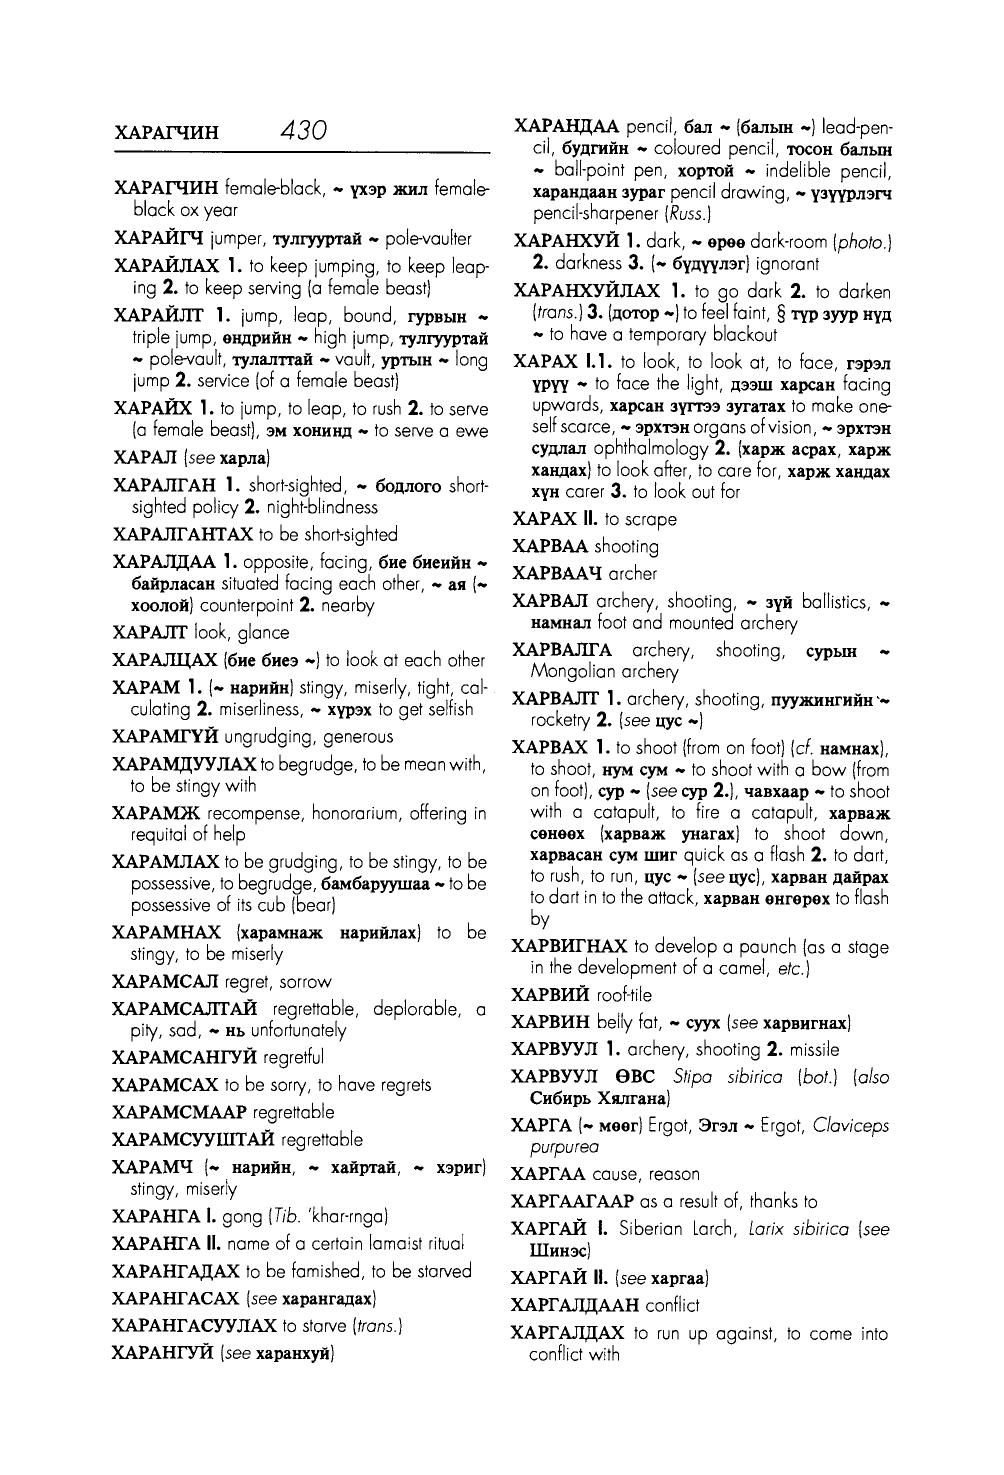 ХАРАГЧИН 430
ХАРАГЧИН female-black, ~ үхэр жил female-
black ox year
ХАРАЙГЧ jumper, тулгууртай ~ pole-vaulter
ХАРАЙЛАХ 1. to keep jumping, to keep leap-
ing 2. to keep serving (a female beast)
ХАРАЙЛТ 1. jump, leap, bound, гурвын ~
triple jump, өндрийн ~ high jump, тулгууртай
~ pole-vault, тулалттай ~ vault, уртын ~ long
jump 2. service (of a female beast)
ХАРАЙХ 1. to jump, to leap, to rush 2. to serve
(a female beast), эм хонинд ~ to serve a ewe
ХАРАЛ (see харла)
ХАРАЛГАН 1. short-sighted, ~ бодлого short-
sighted policy 2. night-blindness
ХАРАЛГАНТАХ to be short-sighted
ХАРАЛДАА 1. opposite, facing, бие биеийн ~
байрласан situated facing each other, ~ ая (~
хоолой) counterpoint 2. nearby
ХАРАЛТ look, glance
ХАРАЛЦАХ (бие биеэ ~) to look at each other
ХАРАМ 1. (~ нарийн) stingy, miserly, tight, cal-
culating 2. miserliness, ~ хүрэх to get selfish
ХАРАМГҮЙ ungrudging, generous
ХАРАМДУУЛАХ to begrudge, to be mean with,
to be stingy with
ХАРАМЖ recompense, honorarium, offering in
requital of help
ХАРАМЛАХ to be grudging, to be stingy, to be
possessive, to begrudge, бамбаруушаа ~ to be
possessive of its cub (bear)
ХАРАМНАХ (харамнаж нарийлах) to be
stingy, to be miserly
ХАРАМСАЛ regret, sorrow
ХАРАМСАЛТАЙ regrettable, deplorable, a
pity, sad, ~ нь unfortunately
ХАРАМСАНГУЙ regretful
ХАРАМСАХ to be sorry, to have regrets
ХАРАМСМААР regrettable
ХАРАМСУУШТАЙ regrettable
ХАРАМЧ (~ нарийн, ~ хайртай, ~ хэриг)
stingy, miserly
ХАРАНГА I. gong (Tib. 'khar-rnga)
ХАРАНГА II. name of a certain lamaist ritual
ХАРАНГАДАХ to be famished, to be starved
ХАРАНГАСАХ (see харангадах)
ХАРАНГАСУУЛАХ to starve (trans.)
ХАРАНГУЙ (see харанхуй)
ХАРАНДАА pencil, бал ~ (балын ~) lead-pen-
cil, будгийн ~ coloured pencil, тосон балын
~ ball-point pen, хортой ~ indelible pencil,
харандаан зураг pencil drawing, ~ үзүүрлэгч
pencil-sharpener (Russ.)
ХАРАНХУЙ 1. dark, ~ өрөө dark-room (photo.)
2. darkness 3. (~ бүдүүлэг) ignorant
ХАРАНХУЙЛАХ 1. to go dark 2. to darken
(trans.) 3. (дотор ~) to feel faint, § түр зуур нүд
~ to have a temporary blackout
ХАРАХ I.1. to look, to look at, to face, гэрэл
үрүү ~ to face the light, дээш харсан facing
upwards, харсан зүгтээ зугатах to make one-
self scarce, ~ эрхтэн organs of vision, ~ эрхтэн
судлал ophthalmology 2. (харж асрах, харж
хандах) to look after, to care for, харж хандах
хүн carer 3. to look out for
ХАРАХ II. to scrape
ХАРВАА shooting
ХАРВААЧ archer
ХАРВАЛ archery, shooting, ~ зүй ballistics, ~
намнал foot and mounted archery
ХАРВАЛГА archery, shooting, сурын ~
Mongolian archery
ХАРВАЛТ 1. archery, shooting, пуужингийн ~
rocketry 2. (see цус ~)
ХАРВАХ 1. to shoot (from on foot) (cf. намнах),
to shoot, нум сум ~ to shoot with a bow (from
on foot), сур ~ (see сур 2.), чавхаар ~ to shoot
with a catapult, to fire a catapult, харваж
сөнөөх (харваж унагах) to shoot down,
харвасан сум шиг quick as a flash 2. to dart,
to rush, to run, цус ~ (see цус), харван дайрах
to dart in to the attack, харван өнгөрөх to flash
by
ХАРВИГНАХ to develop a paunch (as a stage
in the development of a camel, etc.)
ХАРВИЙ roof-tile
ХАРВИН belly fat, ~ суух (see харвигнах)
ХАРВУУЛ 1. archery, shooting 2. missile
ХАРВУУЛ ӨВС Stipa sibirica (bot.) (also
Сибирь Хялгана)
ХАРГА (~ мөөг) Ergot, Эгэл ~ Ergot, Claviceps
purpurea
ХАРГАА cause, reason
ХАРГААГААР as a result of, thanks to
ХАРГАЙ I. Siberian Larch, Larix sibirica (see
Шинэс)
ХАРГАЙ II. (see харгаа)
ХАРГАЛДААН conflict
ХАРГАЛДАХ to run up against, to come into
conflict with